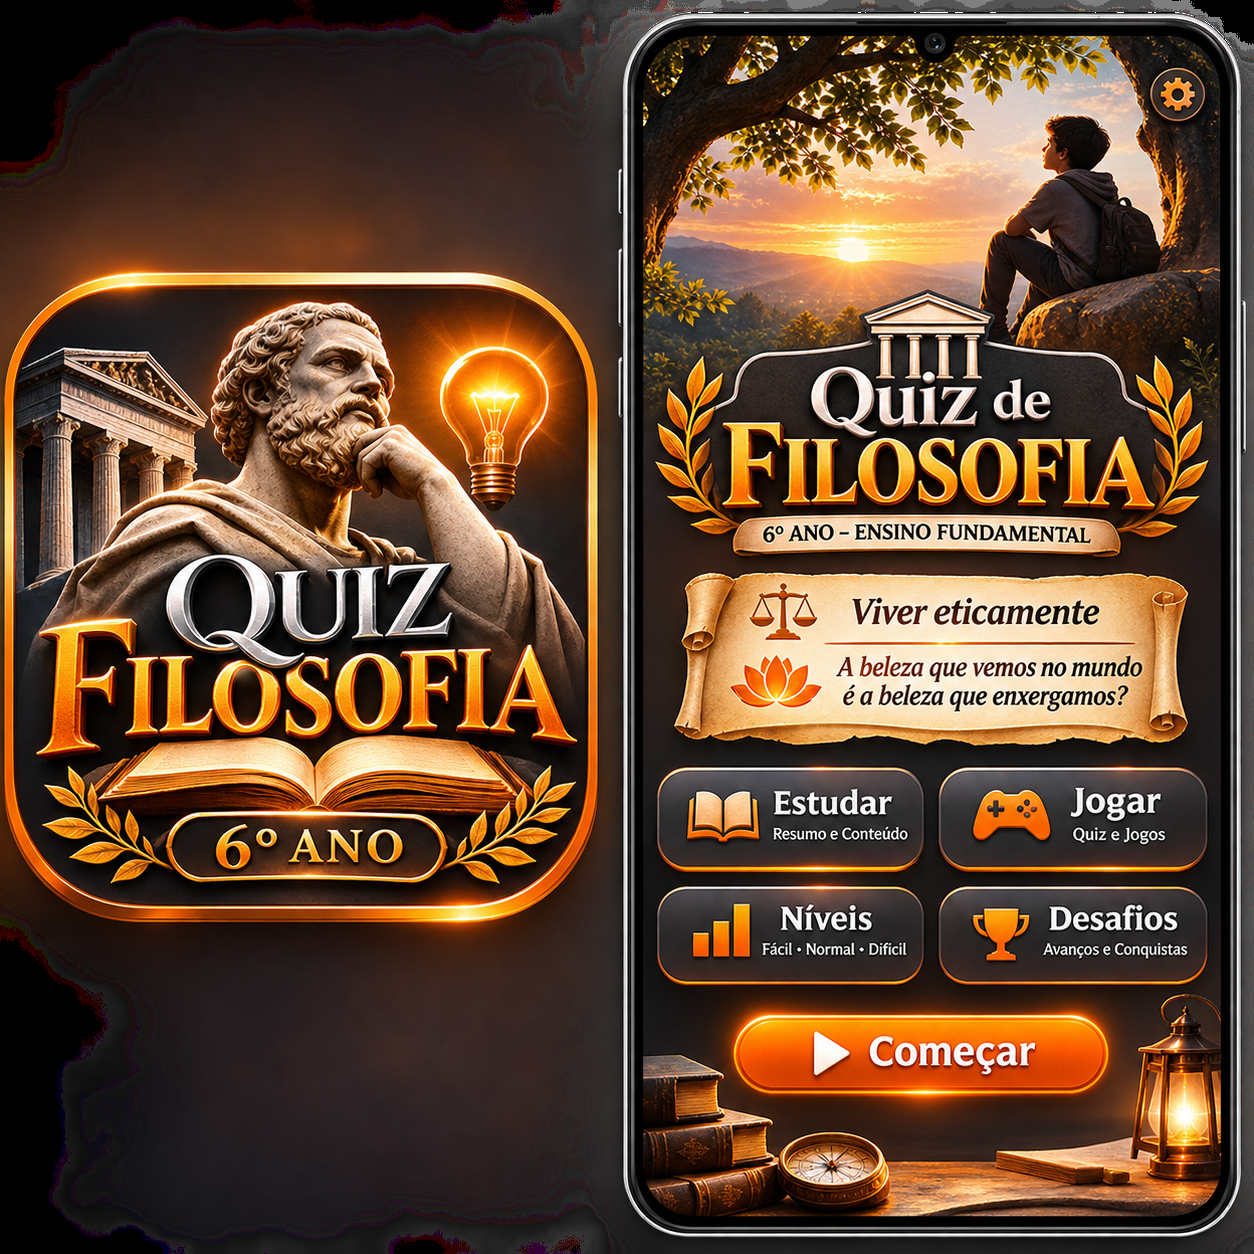 QUIZ
FILOSOFIA
6º ANO
Quiz de
FILOSOFIA
6º ANO – ENSINO FUNDAMENTAL
Viver eticamente
A beleza que vemos no mundo
é a beleza que enxergamos?
Estudar
Resumo e Conteúdo
Jogar
Quiz e Jogos
Níveis
Fácil • Normal • Difícil
Desafios
Avanços e Conquistas
Começar